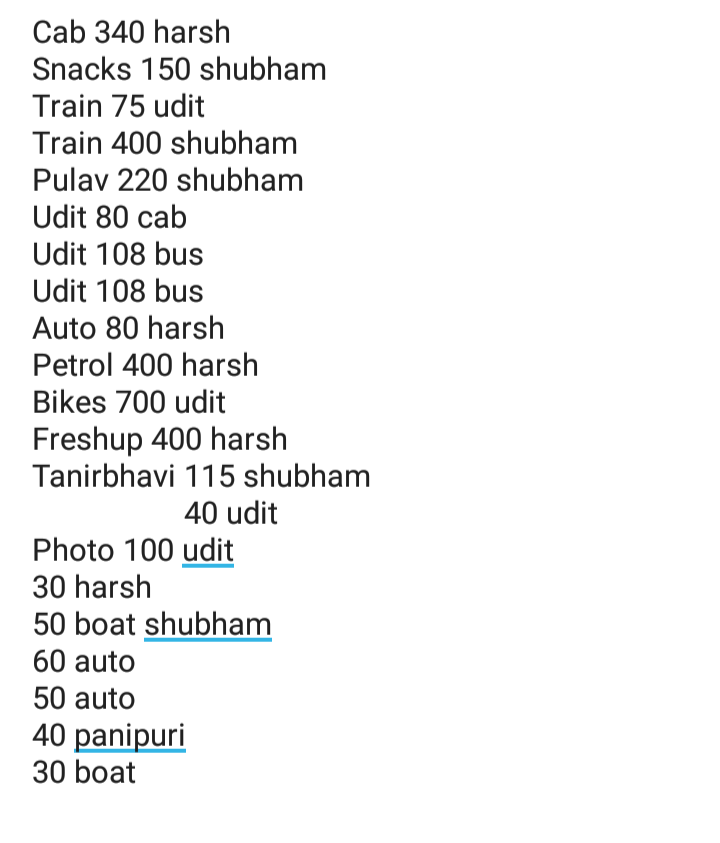 Cab 340 harsh
Snacks 150 shubham
Train 75 udit
Train 400 shubham
Pulav 220 shubham
Udit 80 cab
Udit 108 bus
Udit 108 bus
Auto 80 harsh
Petrol 400 harsh
Bikes 700 udit
Freshup 400 harsh
Tanirbhavi 115 shubham
40 udit
Photo 100 udit
30 harsh
50 boat shubham
60 auto
50 auto
40 panipuri
30 boat